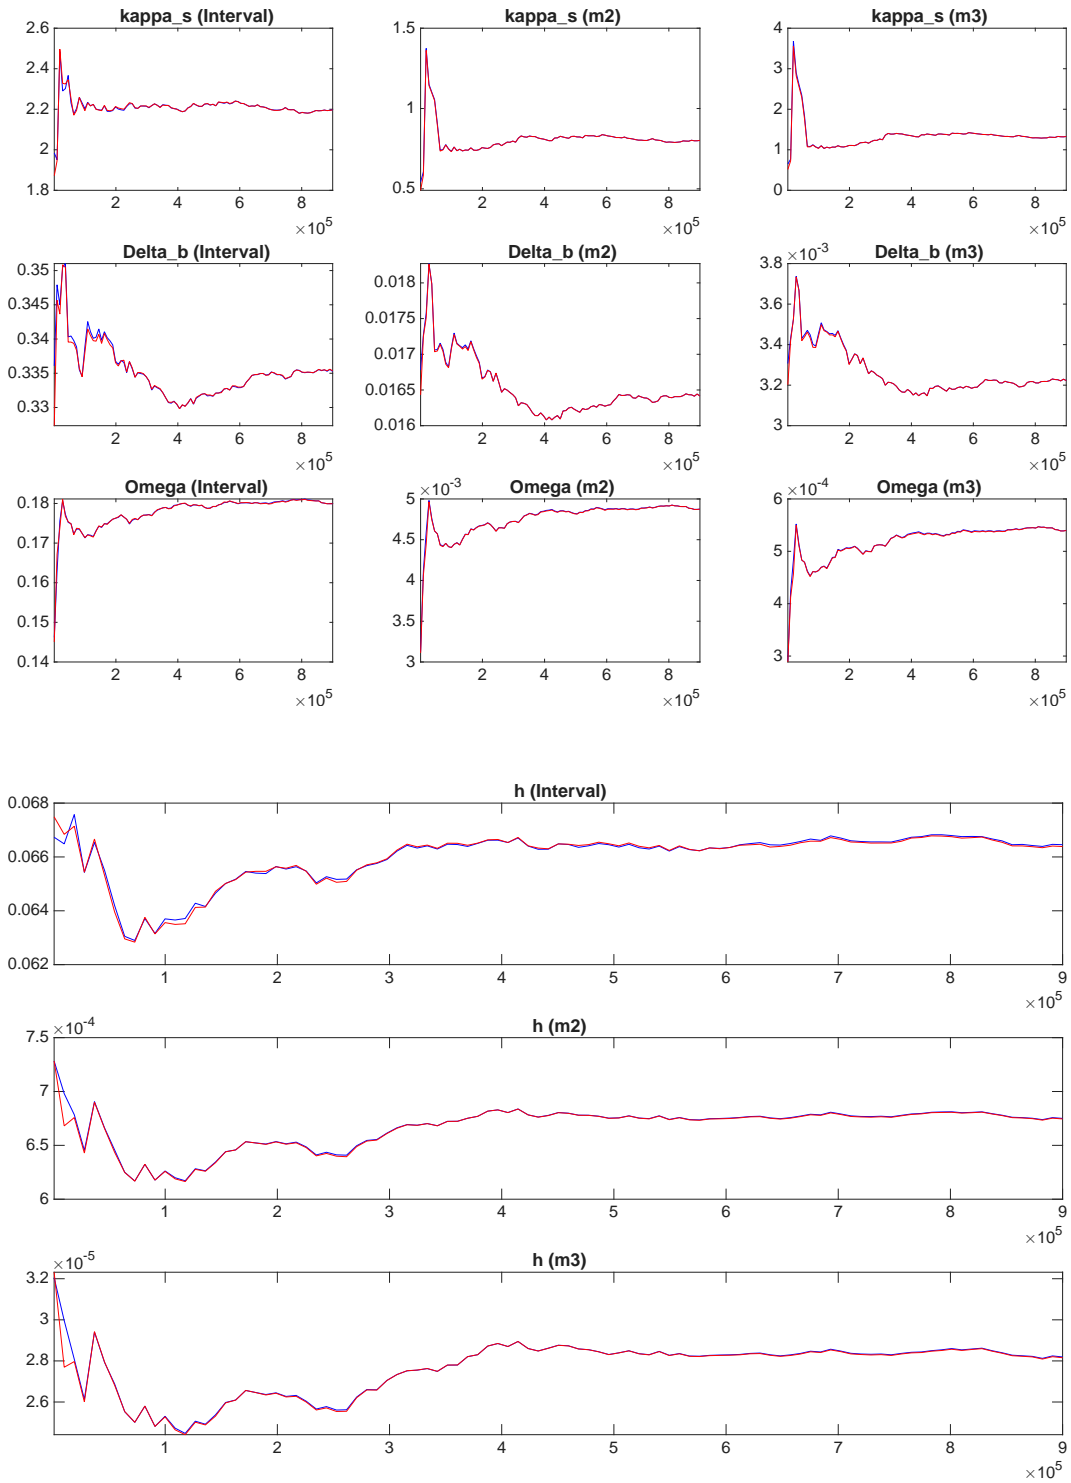 kappa_s (Interval) kappa_s (m2) kappa_s (m3)
2.6 1.5 4
2.4 3
2.2 1 2
2 1
1.8 0.5 0
2 4 6 8 2 4 6 8 2 4 6 8
×10^5 ×10^5 ×10^5
Delta_b (Interval) Delta_b (m2) ×10^-3 Delta_b (m3)
0.35 0.018 3.8
0.345 0.0175 3.6
0.34 0.017 3.4
0.335 0.0165 3.2
0.33 0.016 3
2 4 6 8 2 4 6 8 2 4 6 8
×10^5 ×10^5 ×10^5
Omega (Interval) ×10^-3 Omega (m2) ×10^-4 Omega (m3)
0.18 5 6
0.17 4.5 5
0.16 4 4
0.15 3.5 3
0.14 3
2 4 6 8 2 4 6 8 2 4 6 8
×10^5 ×10^5 ×10^5
h (Interval)
0.068
0.066
0.064
0.062
1 2 3 4 5 6 7 8 9
×10^5
×10^-4 h (m2)
7.5
7
6.5
6
1 2 3 4 5 6 7 8 9
×10^5
×10^-5 h (m3)
3.2
3
2.8
2.6
1 2 3 4 5 6 7 8 9
×10^5